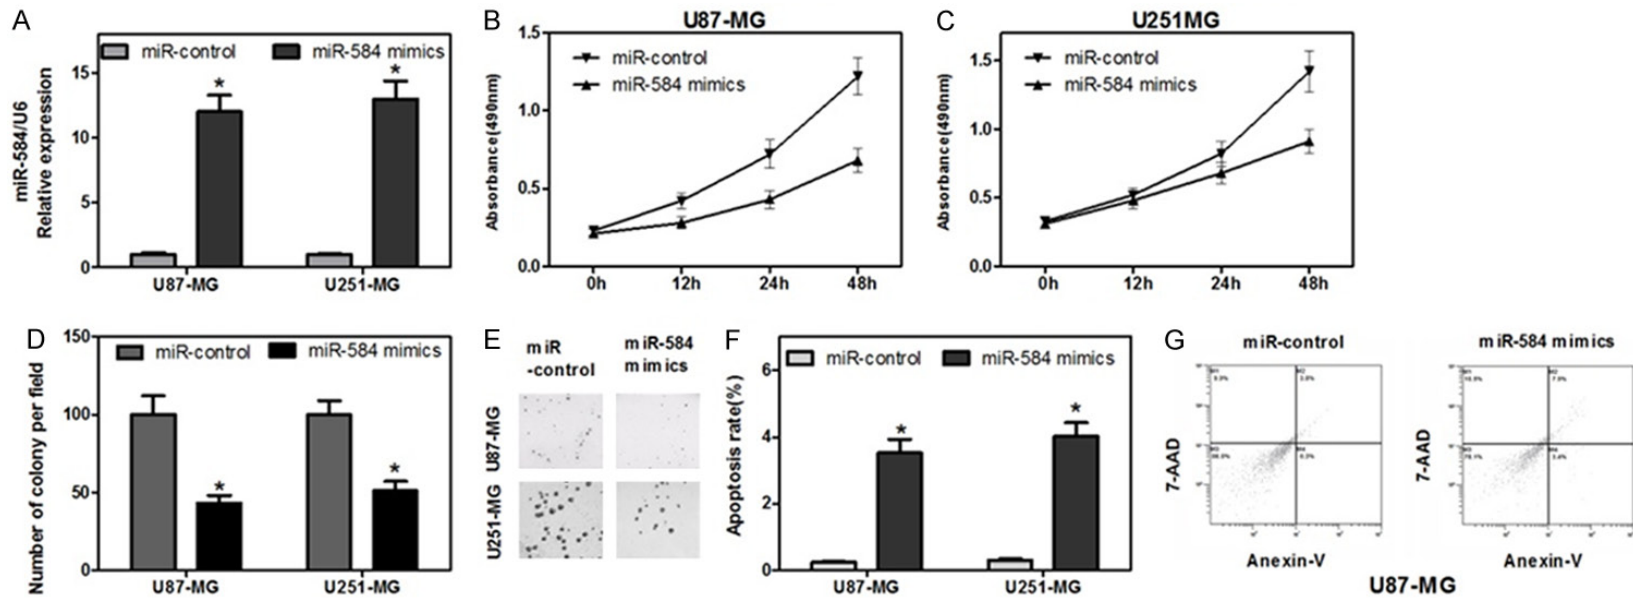 A
miR-control
miR-584 mimics
miR-584/U6
Relative expression
15
10
5
0
*
*
U87-MG
U251-MG
B
U87-MG
miR-control
miR-584 mimics
Absorbance(490nm)
1.5
1.0
0.5
0.0
0h
12h
24h
48h
C
U251MG
miR-control
miR-584 mimics
Absorbance(490nm)
1.5
1.0
0.5
0.0
0h
12h
24h
48h
D
miR-control
miR-584 mimics
Number of colony per field
150
100
50
0
*
*
U87-MG
U251-MG
E
miR
-control
miR-584
mimics
U87-MG
U251-MG
F
miR-control
miR-584 mimics
Apoptosis rate(%)
6
4
2
0
*
*
U87-MG
U251-MG
G
miR-control
miR-584 mimics
7-AAD
7-AAD
Anexin-V
Anexin-V
U87-MG